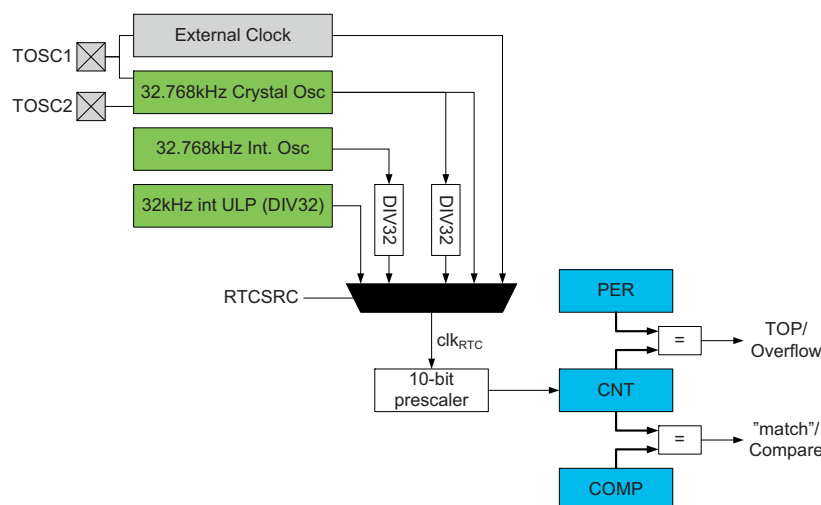 External Clock
TOSC1
32.768kHz Crystal Osc
TOSC2
32.768kHz Int. Osc
32kHz int ULP (DIV32)
DIV32
DIV32
RTCSRC
PER
TOP/
Overflow
=
clkRTC
10-bit
prescaler
CNT
=
”match”/
Compare
COMP